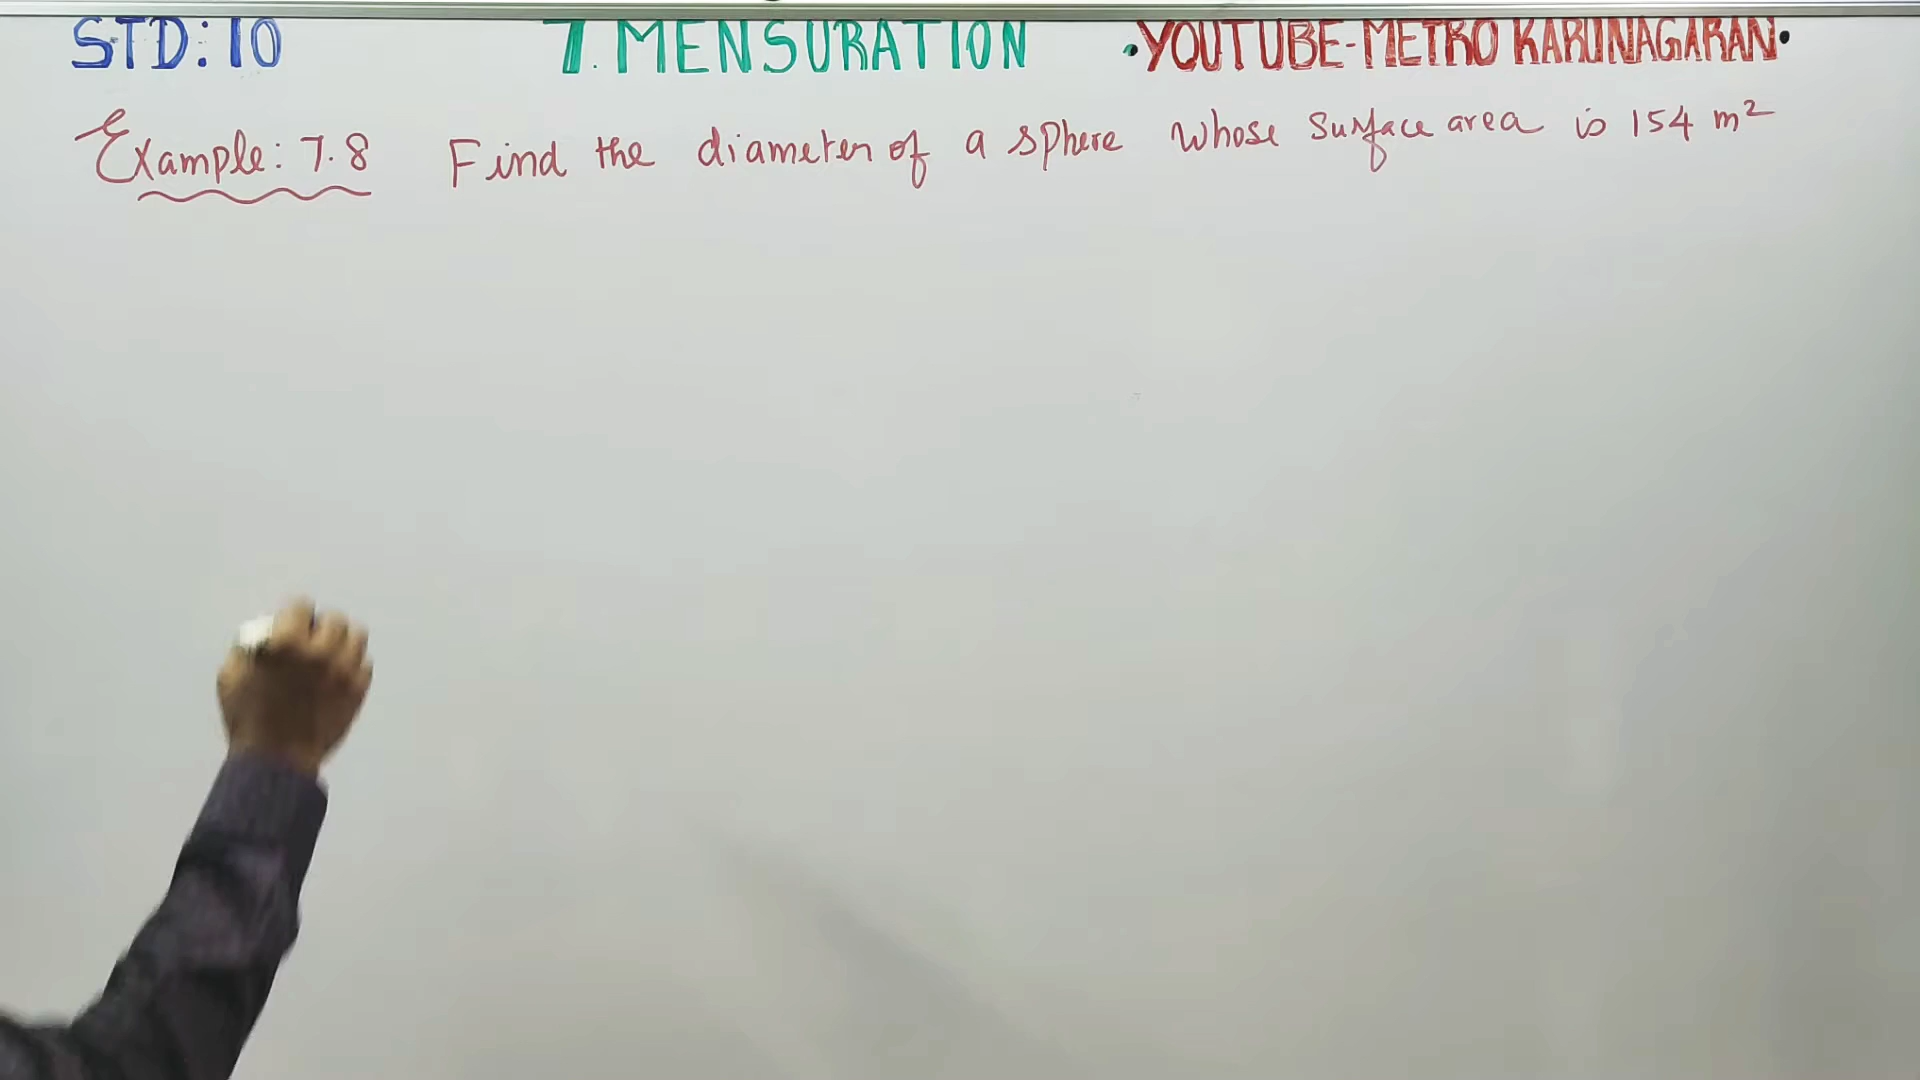 STD: 10 7. MENSURATION •YOUTUBE-METRO KARUNAGARAN•
Example: 7.8 Find the diameter of a sphere whose surface area is 154 m²